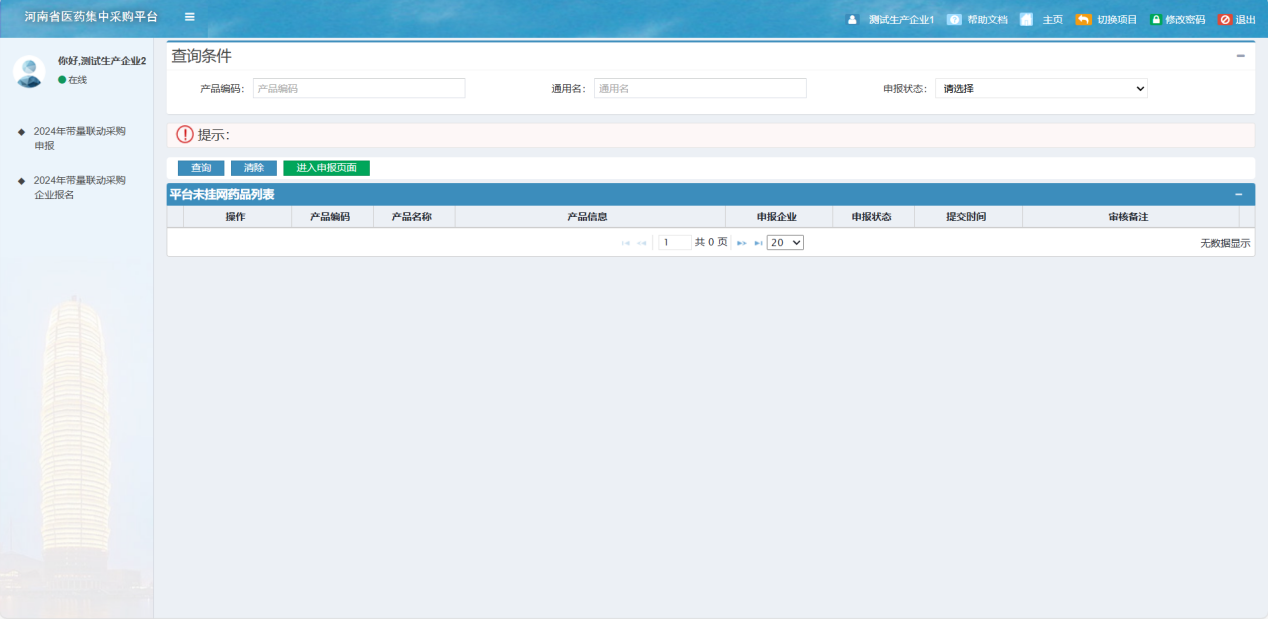 河南省医药集中采购平台
测试生产企业1 帮助文档 主页 切换项目 修改密码 退出
你好,测试生产企业2
在线
2024年带量联动采购
申报
2024年带量联动采购
企业报名
查询条件
产品编码： 产品编码 通用名： 通用名 申报状态： 请选择
提示：
查询 清除 进入申报页面
平台未挂网药品列表
操作 产品编码 产品名称 产品信息 申报企业 申报状态 提交时间 审核备注
1 共 0 页 20 无数据显示